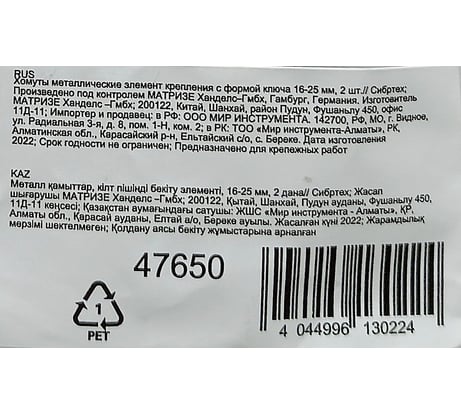 RUS
Хомуты металлические элемент крепления с формой ключа 16-25 мм, 2 шт.// Сибртех;
Произведено под контролем МАТРИЗЕ Ханделс–Гмбх, Гамбург, Германия. Изготовитель
МАТРИЗЕ Ханделс –Гмбх; 200122, Китай, Шанхай, район Пудун, Фушаньлу 450, офис
11Д-11; Импортер и продавец: в РФ: ООО МИР ИНСТРУМЕНТА. 142700, РФ, МО, г. Видное,
ул. Радиальная 3-я, д. 8, пом. 1-Н, ком. 2; в РК: ТОО «Мир инструмента-Алматы», РК,
Алматинская обл., Карасайский р-н, Ельтайский с/о, с. Береке. Дата изготовления
2022; Срок годности не ограничен; Предназначено для крепежных работ
KAZ
Металл қамыттар, кілт пішінді бекіту элементі, 16-25 мм, 2 дана// Сибртех; Жасап
шығарушы МАТРИЗЕ Ханделс –Гмбх; 200122, Қытай, Шанхай, Пудун ауданы, Фушаньлу 450,
11Д-11 кеңсесі; Қазақстан аумағындағы сатушы: ЖШС «Мир инструмента - Алматы», ҚР,
Алматы обл., Қарасай ауданы, Елтай а/о, Береке ауылы. Жасалған күні 2022; Жарамдылық
мерзімі шектелмеген; Қолдану аясы бекіту жұмыстарына арналған
47650
1
PET
4 044996 130224